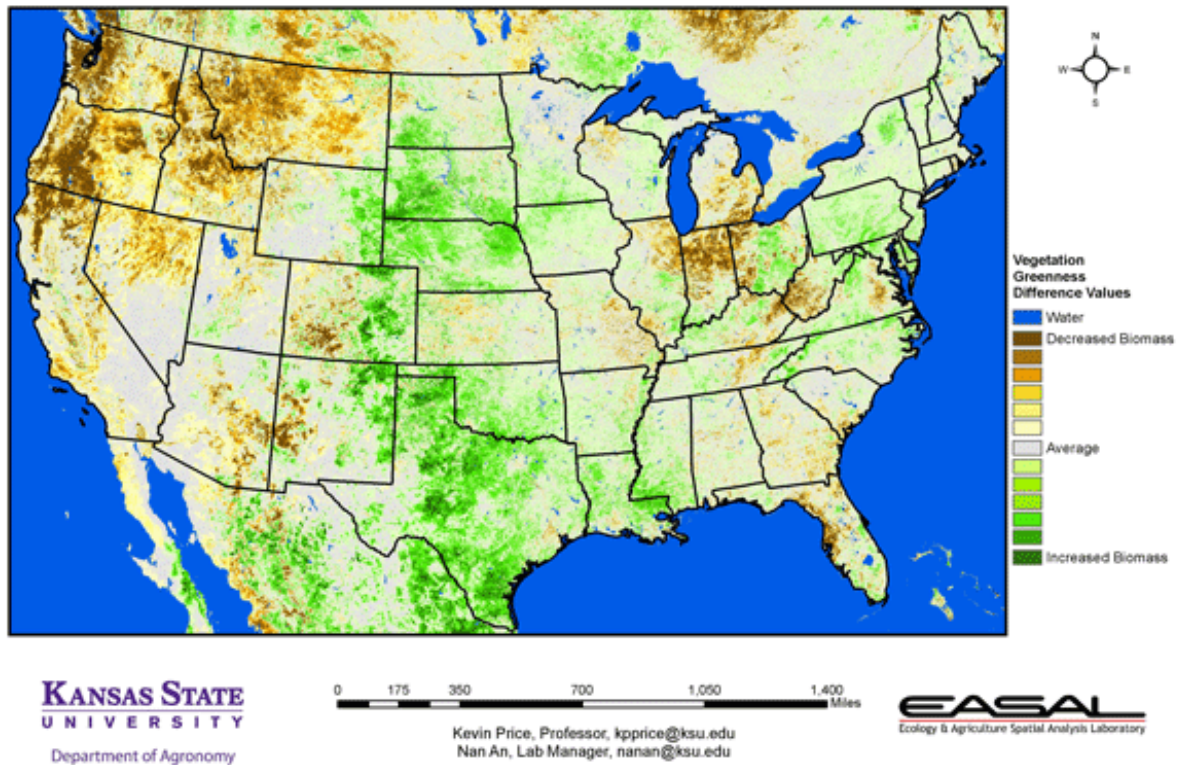 N
W E
S
Vegetation
Greenness
Difference Values
Water
Decreased Biomass
Average
Increased Biomass
KANSAS STATE
UNIVERSITY
Department of Agronomy
0 175 350 700 1,050 1,400
Miles
Kevin Price, Professor, kpprice@ksu.edu
Nan An, Lab Manager, nanan@ksu.edu
EASAL
Ecology & Agriculture Spatial Analysis Laboratory